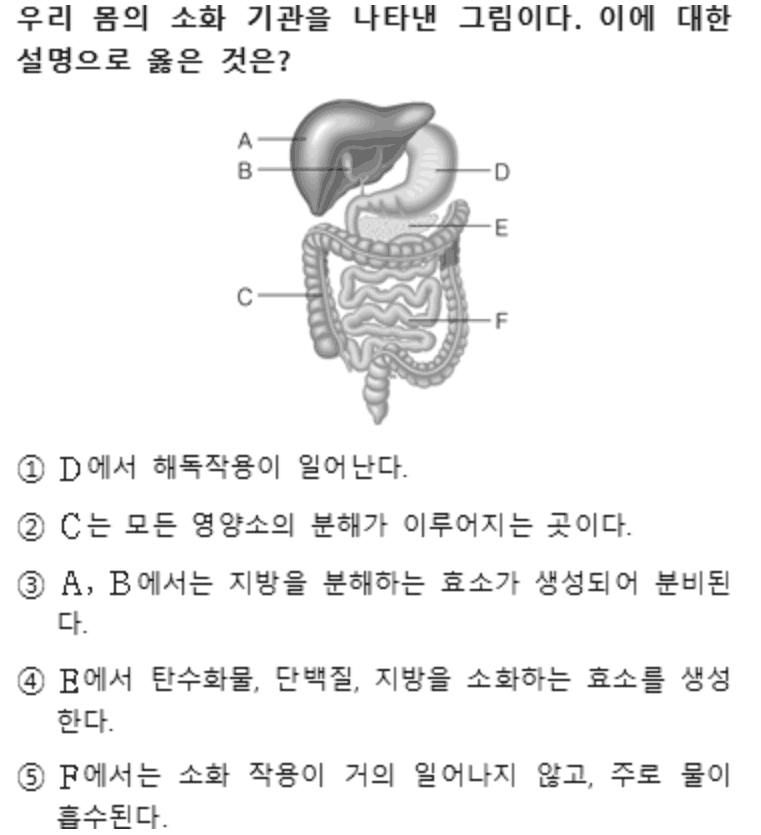 우리 몸의 소화 기관을 나타낸 그림이다. 이에 대한
설명으로 옳은 것은?
A
B
D
E
C
F
① D에서 해독작용이 일어난다.
② C는 모든 영양소의 분해가 이루어지는 곳이다.
③ A, B에서는 지방을 분해하는 효소가 생성되어 분비된
다.
④ E에서 탄수화물, 단백질, 지방을 소화하는 효소를 생성
한다.
⑤ F에서는 소화 작용이 거의 일어나지 않고, 주로 물이
흡수된다.